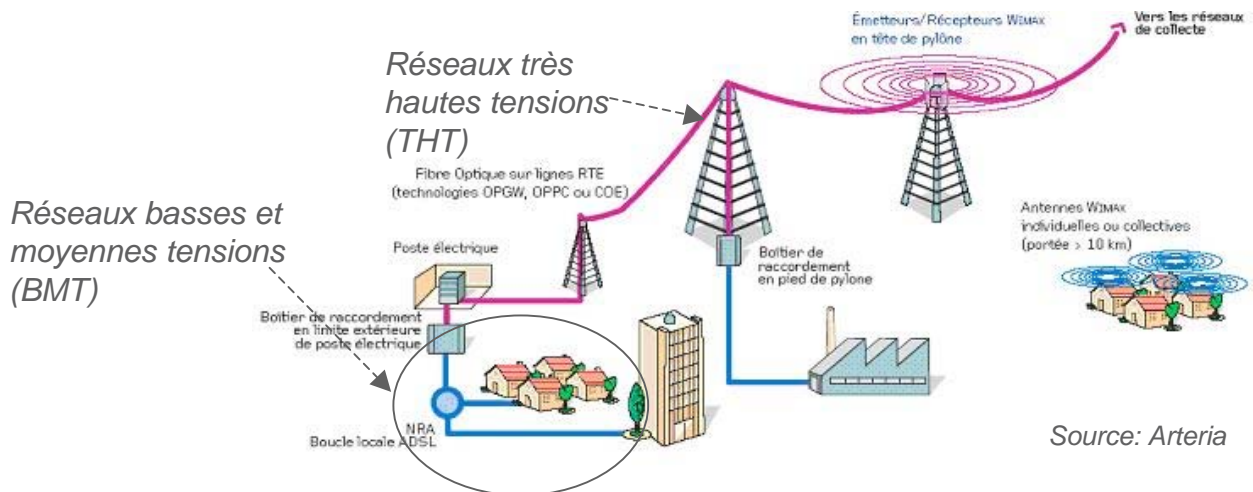 Émetteurs/Récepteurs WIMAX
en tête de pylône
Vers les réseaux
de collecte
Réseaux très
hautes tensions
(THT)
Fibre Optique sur lignes RTE
(technologies OPGW, OPPC ou COE)
Réseaux basses et
moyennes tensions
(BMT)
Poste électrique
Boîtier de
raccordement
en pied de pylone
Antennes WIMAX
individuelles ou collectives
(portée > 10 km)
Boîtier de raccordement
en limite extérieure
de poste électrique
NRA
Boucle locale ADSL
Source: Arteria